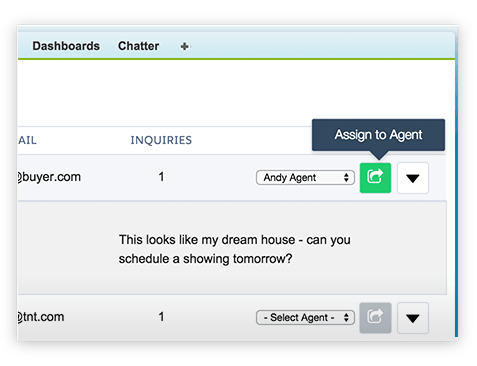 Dashboards Chatter +
Assign to Agent
AIL INQUIRIES
@buyer.com 1 Andy Agent
This looks like my dream house - can you
schedule a showing tomorrow?
@tnt.com 1 - Select Agent -